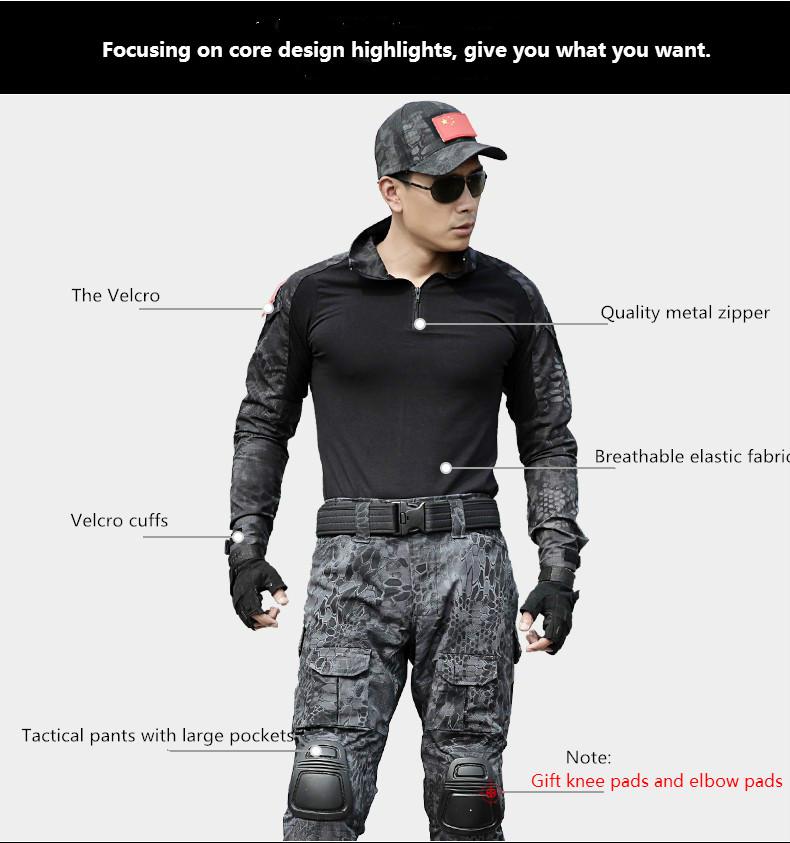 Focusing on core design highlights, give you what you want.
The Velcro
Quality metal zipper
Breathable elastic fabric
Velcro cuffs
Tactical pants with large pockets
Note:
Gift knee pads and elbow pads